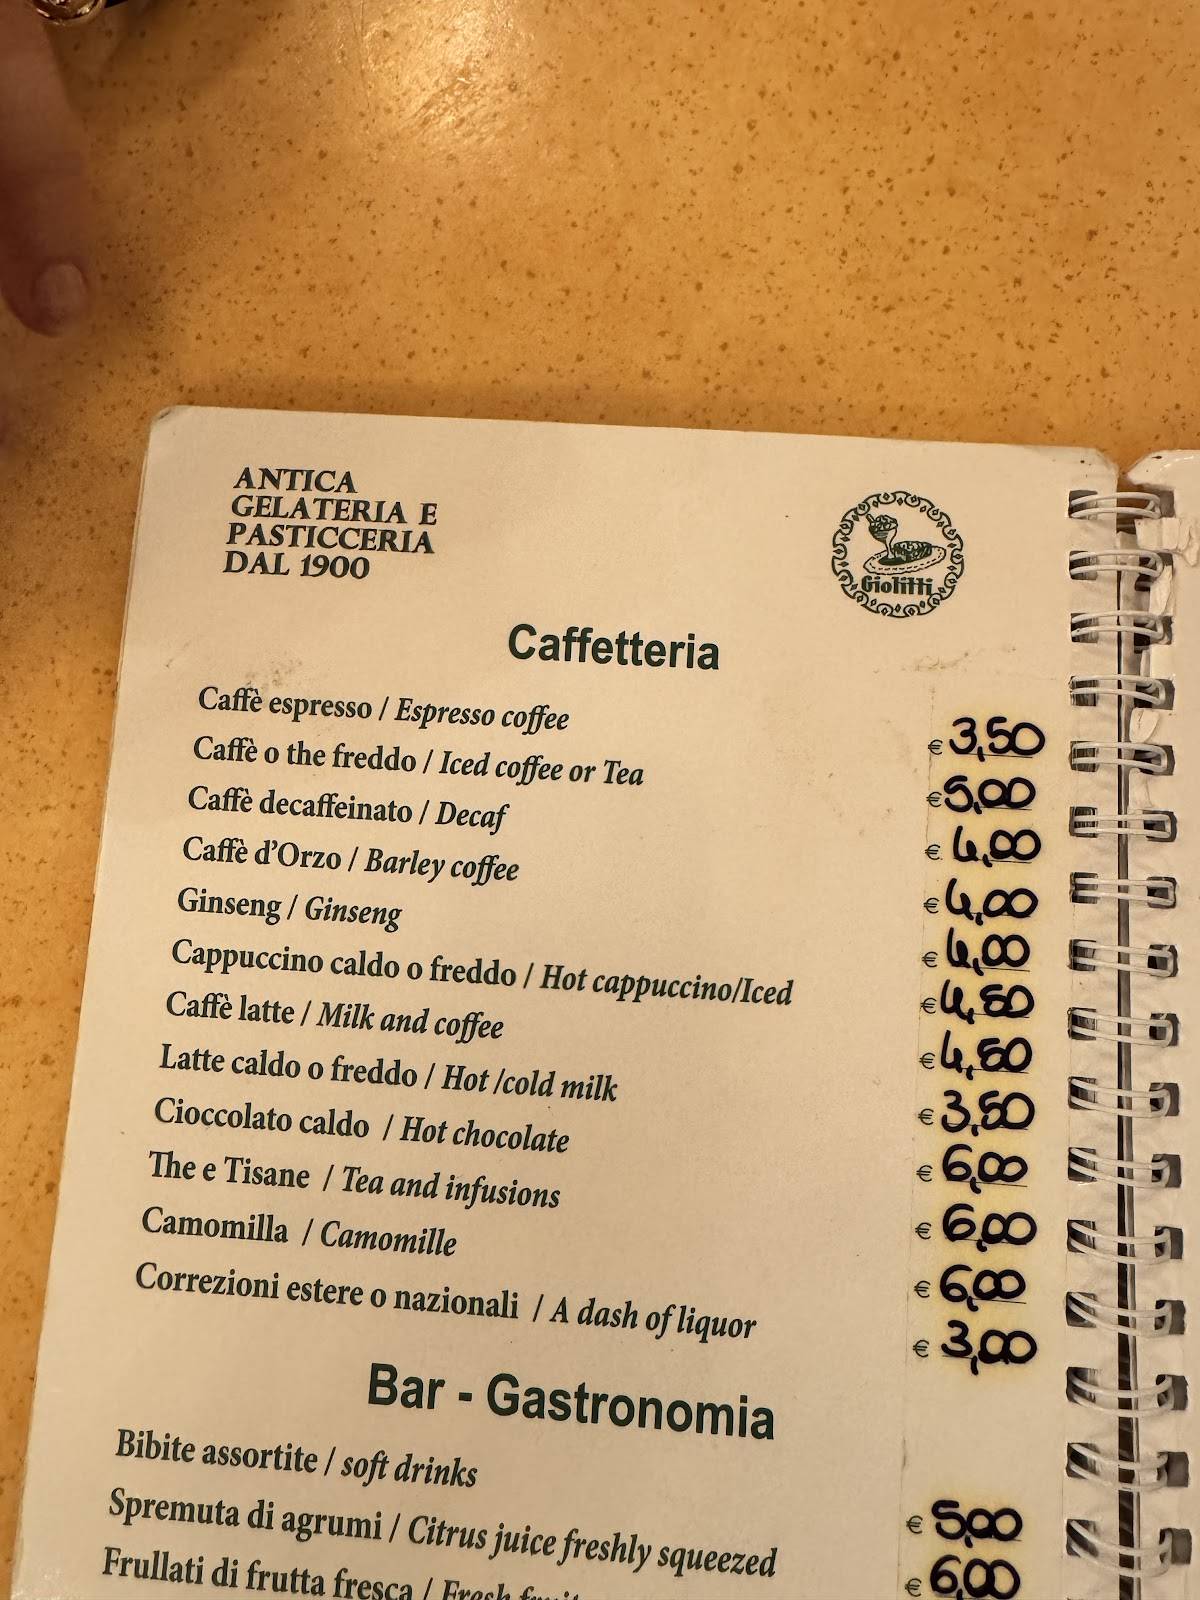 ANTICA
GELATERIA E
PASTICCERIA
DAL 1900
Giolitti
Caffetteria
Caffè espresso / Espresso coffee € 3,50
Caffè o the freddo / Iced coffee or Tea € 5,00
Caffè decaffeinato / Decaf € 4,00
Caffè d'Orzo / Barley coffee € 4,00
Ginseng / Ginseng € 4,00
Cappuccino caldo o freddo / Hot cappuccino/Iced € 4,50
Caffè latte / Milk and coffee € 4,50
Latte caldo o freddo / Hot /cold milk € 3,50
Cioccolato caldo / Hot chocolate € 6,00
The e Tisane / Tea and infusions € 6,00
Camomilla / Camomille € 6,00
Correzioni estere o nazionali / A dash of liquor € 3,00
Bar - Gastronomia
Bibite assortite / soft drinks € 5,00
Spremuta di agrumi / Citrus juice freshly squeezed € 6,00
Frullati di frutta fresca / Fresh